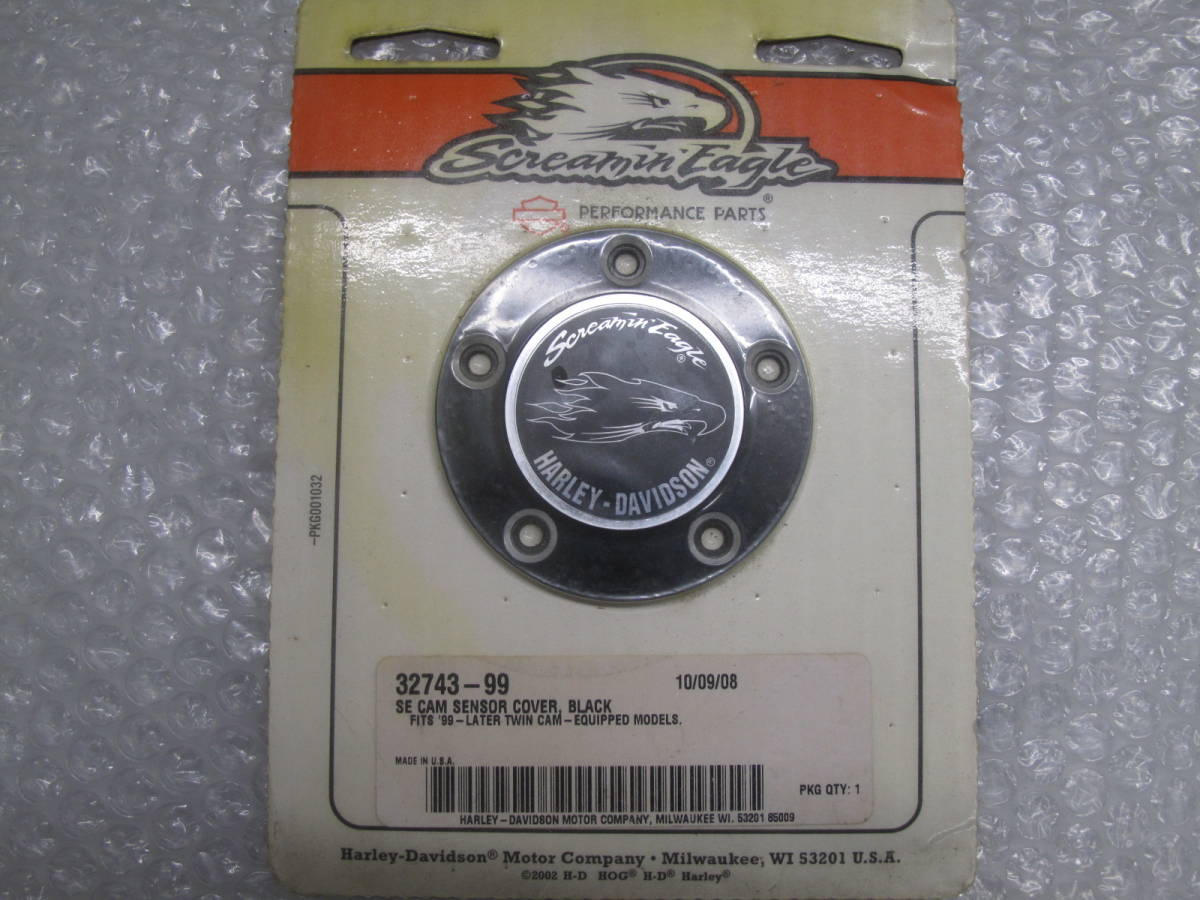 Screamin' Eagle®
PERFORMANCE PARTS
Screamin' Eagle®
HARLEY-DAVIDSON®
-PKG001032
32743-99 10/09/08
SE CAM SENSOR COVER, BLACK
FITS '99-LATER TWIN CAM-EQUIPPED MODELS.
MADE IN U.S.A.
PKG QTY: 1
HARLEY-DAVIDSON MOTOR COMPANY, MILWAUKEE WI. 53201 85009
Harley-Davidson® Motor Company • Milwaukee, WI 53201 U.S.A.
©2002 H-D HOG® H-D® Harley®